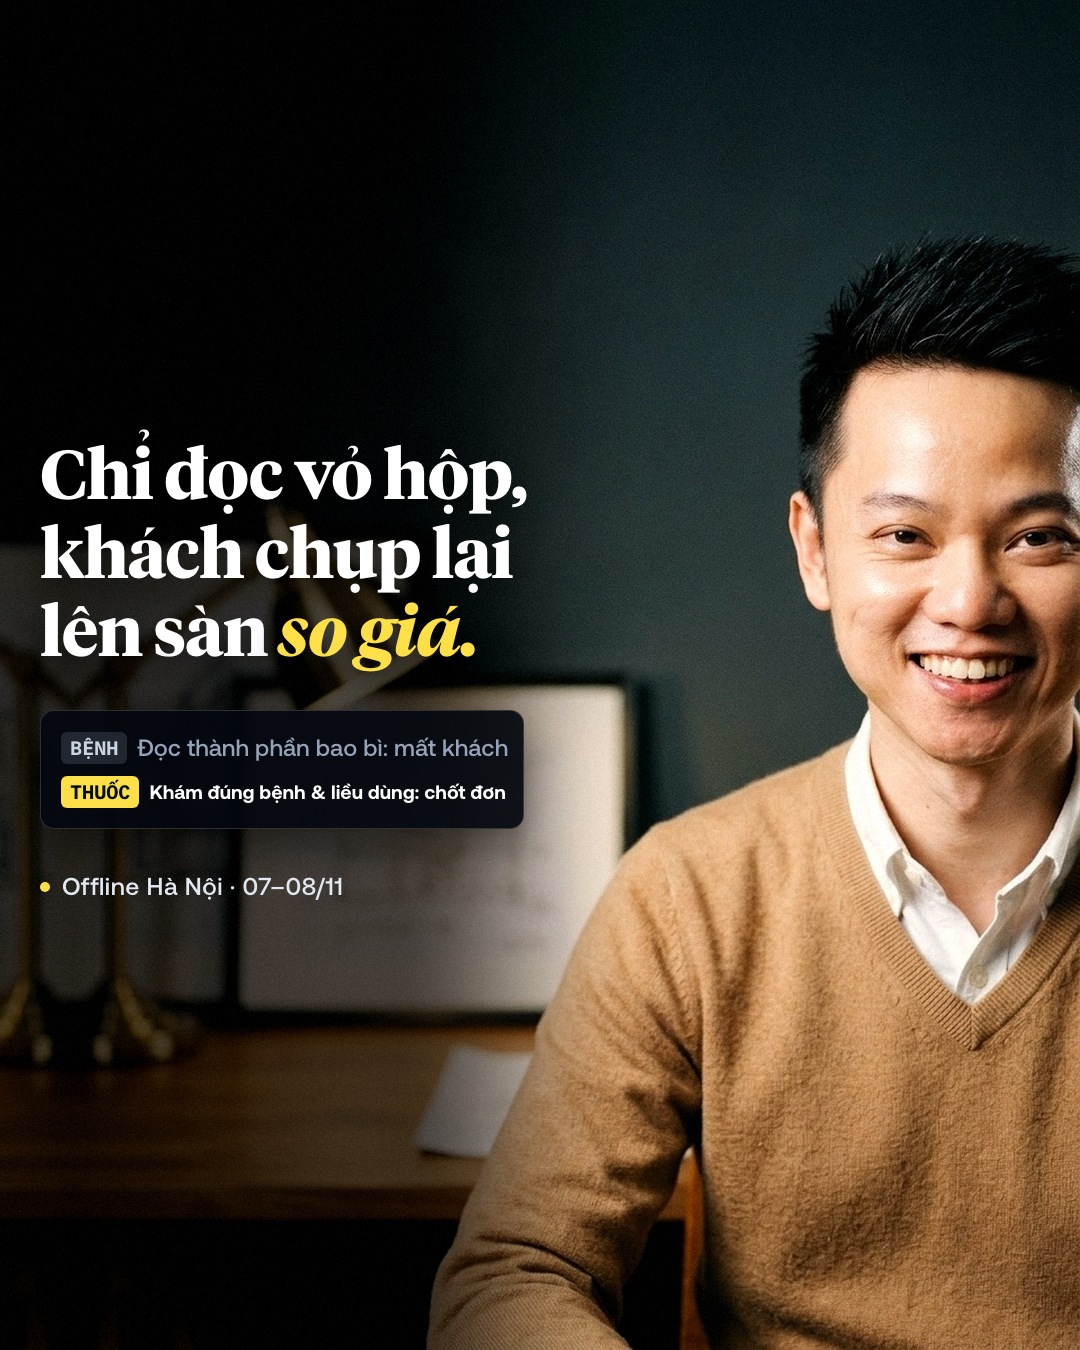 Chỉ đọc vỏ hộp,
khách chụp lại
lên sàn so giá.
BỆNH Đọc thành phần bao bì: mất khách
THUỐC Khám đúng bệnh & liều dùng: chốt đơn
Offline Hà Nội · 07–08/11